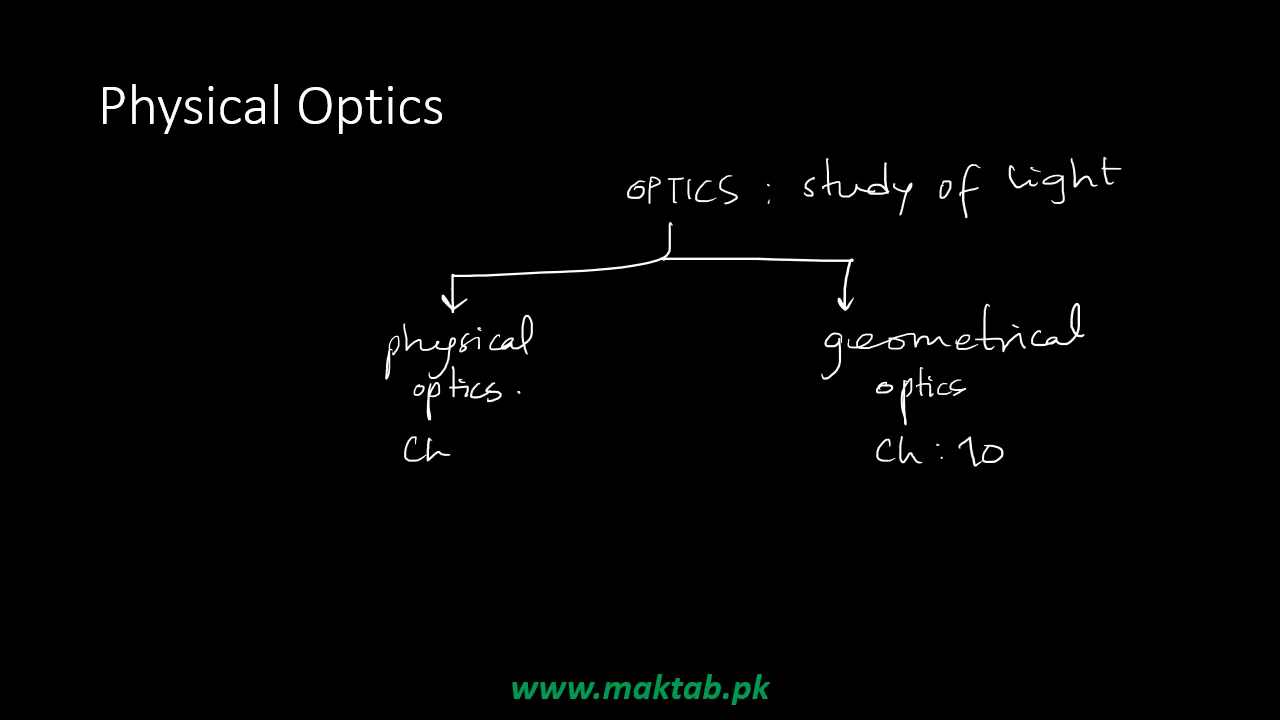 Physical Optics
OPTICS : study of light
physical
optics.
Ch
geometrical
optics
Ch : 10
www.maktab.pk